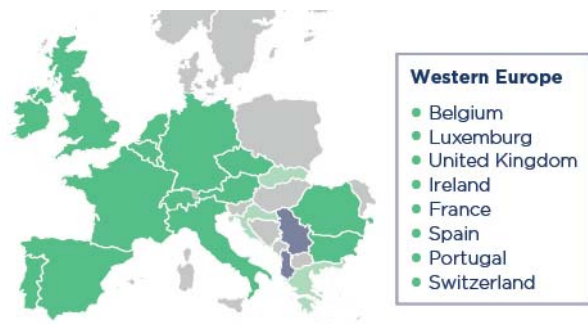 Western Europe
Belgium
Luxemburg
United Kingdom
Ireland
France
Spain
Portugal
Switzerland